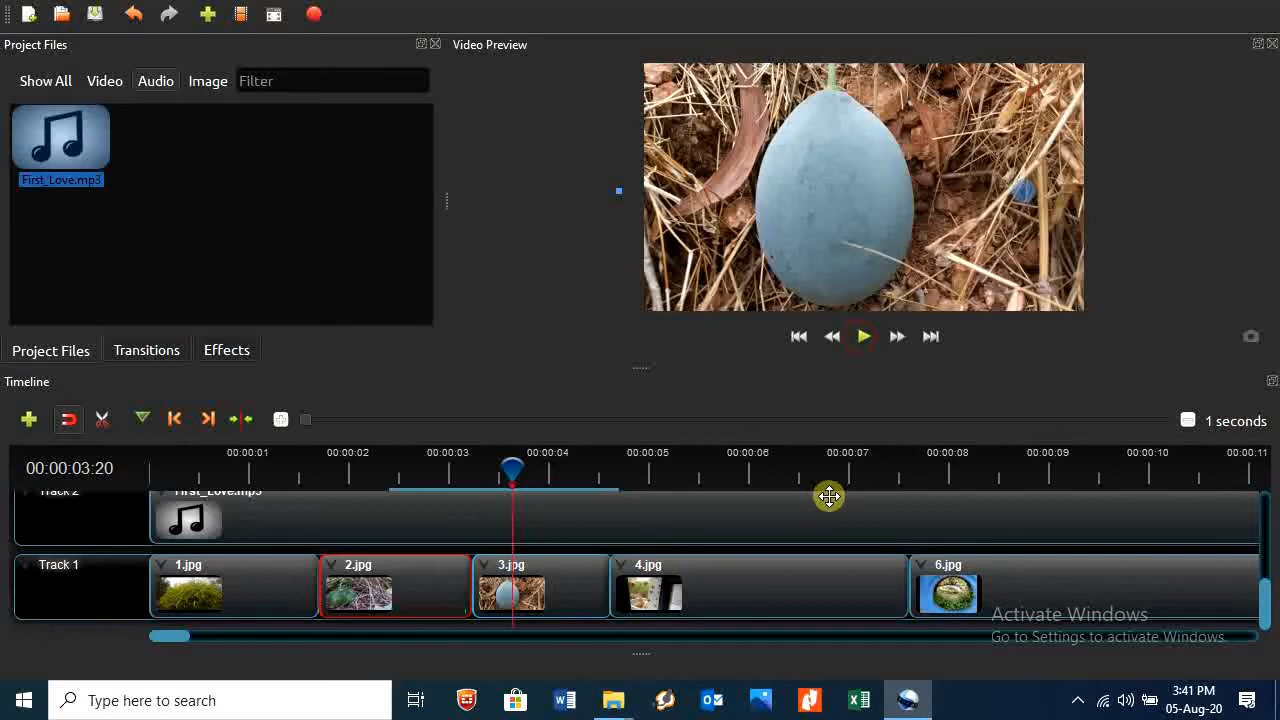 Project Files
Video Preview
Show All Video Audio Image Filter
First_Love.mp3
Project Files Transitions Effects
Timeline
1 seconds
00:00:03:20
00:00:01 00:00:02 00:00:03 00:00:04 00:00:05 00:00:06 00:00:07 00:00:08 00:00:09 00:00:10 00:00:11
Track 2 First_Love.mp3
Track 1 1.jpg 2.jpg 3.jpg 4.jpg 6.jpg
Activate Windows
Go to Settings to activate Windows.
Type here to search
3:41 PM
05-Aug-20